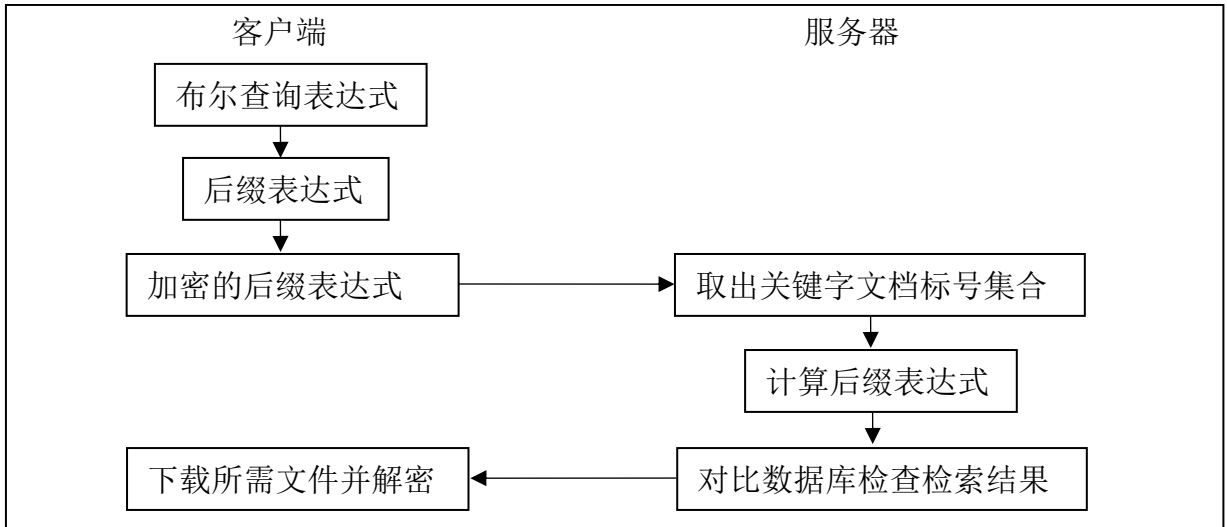 客户端
服务器
布尔查询表达式
后缀表达式
加密的后缀表达式
取出关键字文档标号集合
计算后缀表达式
对比数据库检查检索结果
下载所需文件并解密